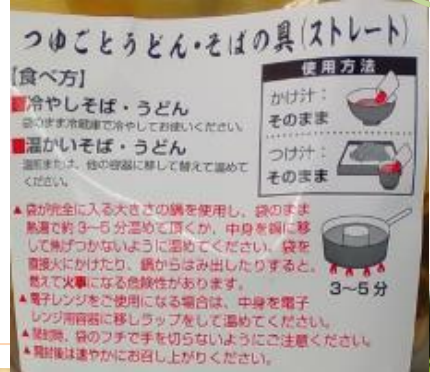 つゆごとうどん・そばの具(ストレート)
【食べ方】
■冷やしそば・うどん
袋のまま冷蔵庫で冷やしてお使いください。
■温かいそば・うどん
湯煎または、他の容器に移し替えて温めて
ください。
使用方法
かけ汁:
そのまま
つけ汁:
そのまま
▲袋が完全に入る大きさの鍋を使用し、袋のまま
熱湯で約3~5分温めて頂くか、中身を鍋に移
して焦げつかないように温めてください。袋を
直接火にかけたり、鍋からはみ出したりすると、
燃えて火事になる危険性があります。
3~5分
▲電子レンジをご使用になる場合は、中身を電子
レンジ用容器に移しラップをして温めてください。
▲開封時、袋のフチで手を切らないようにご注意ください。
▲開封後は速やかにお召し上がりください。